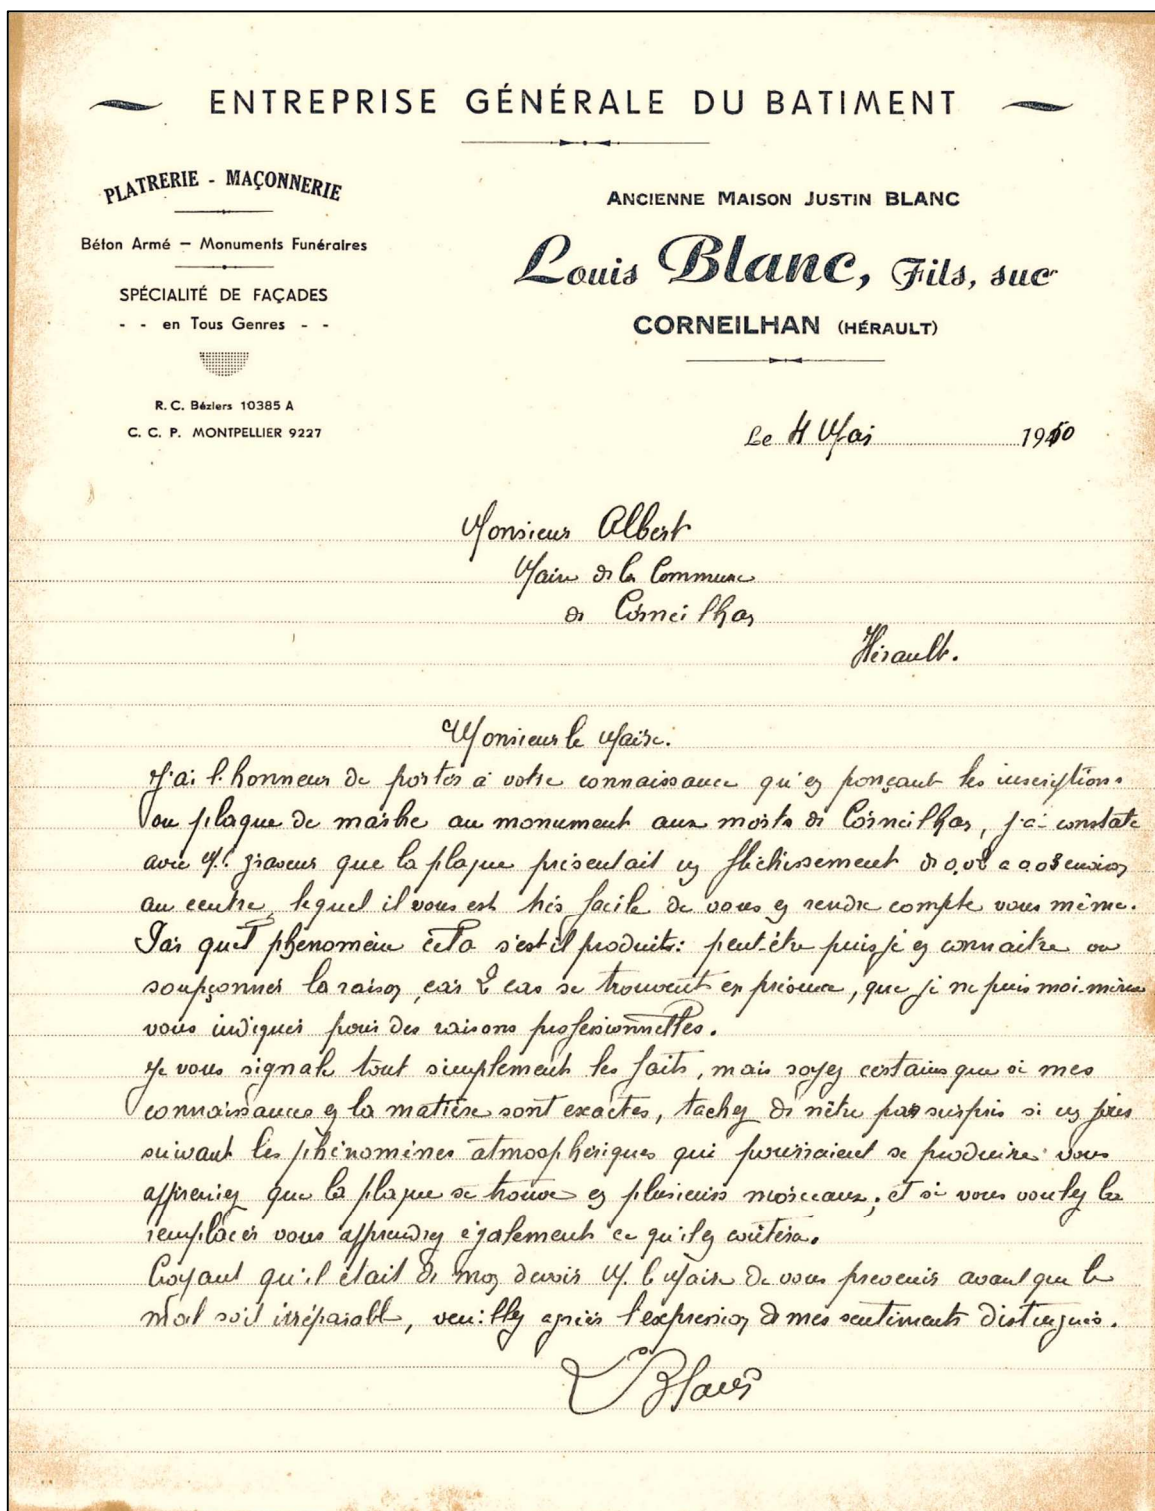 ENTREPRISE GÉNÉRALE DU BATIMENT
PLATRERIE - MAÇONNERIE
Béton Armé - Monuments Funéraires
SPÉCIALITÉ DE FAÇADES
- - en Tous Genres - -
R. C. Béziers 10385 A
C. C. P. MONTPELLIER 9227
ANCIENNE MAISON JUSTIN BLANC
Louis Blanc, Fils, suc
CORNEILHAN (HÉRAULT)
Le 4 Mai 1950
Monsieur Albert
Maire de la Commune
de Corneilhan
Hérault.
Monsieur le Maire.
J'ai l'honneur de porter à votre connaissance qu'en ponçant les inscriptions
ou plaque de marbre au monument aux morts de Corneilhan, j'ai constaté
avec M. l. graveur que la plaque présentait un fléchissement de 0,02 a 0.03 environ
au centre, lequel il vous est très facile de vous en rendre compte vous même.
Par quel phénomène cela s'est il produits: peut-être puis je en connaitre ou
soupçonner la raison, car 2 cas se trouvent en présence, que je ne puis moi-même
vous indiquer pour des raisons professionnelles.
Je vous signale tout simplement les faits, mais soyez certains que si mes
connaissances en la matière sont exactes, tachez de nêtre pas surpris si un jour
suivant les phénomènes atmosphériques qui pourraient se produire vous
appreniez que la plaque se trouve en plusieurs morceaux; et si vous voulez la
remplacer vous apprendrez également ce qu'il en coûtera.
Croyant qu'il était de mon devoir M. le Maire de vous prevenir avant que le
mal soit irréparable, veuillez agréer l'expression de mes sentiments distingués.
L Blanc